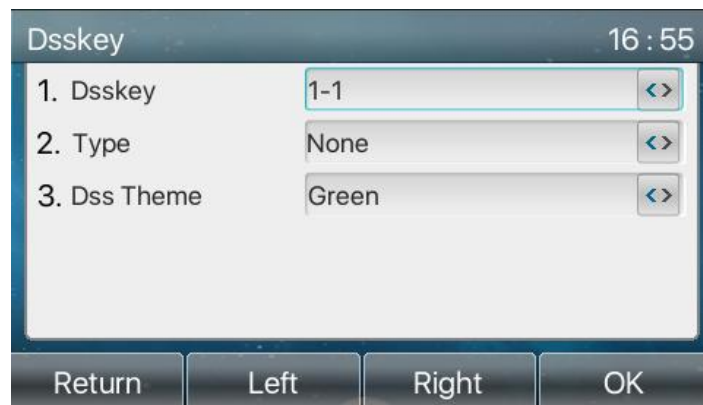 Dsskey 16:55
1. Dsskey 1-1
2. Type None
3. Dss Theme Green
Return Left Right OK